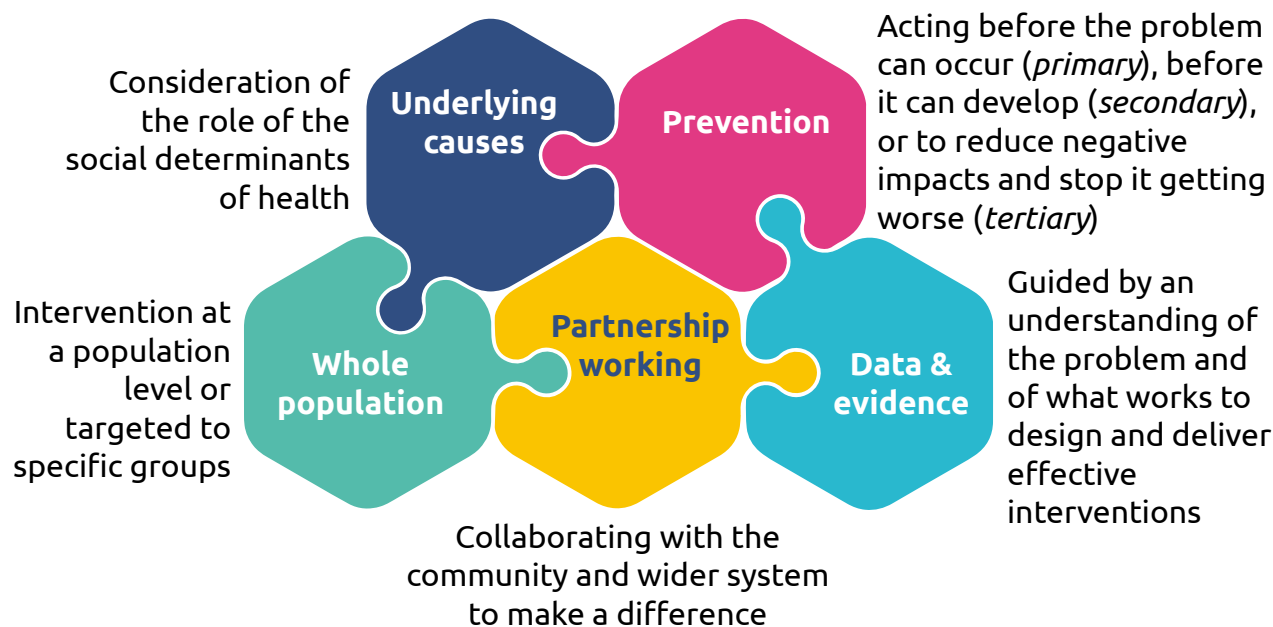 Consideration of
the role of the
social determinants
of health
Underlying
causes
Prevention
Acting before the problem
can occur (primary), before
it can develop (secondary),
or to reduce negative
impacts and stop it getting
worse (tertiary)
Intervention at
a population
level or
targeted to
specific groups
Whole
population
Partnership
working
Data &
evidence
Guided by an
understanding of
the problem and
of what works to
design and deliver
effective
interventions
Collaborating with the
community and wider system
to make a difference